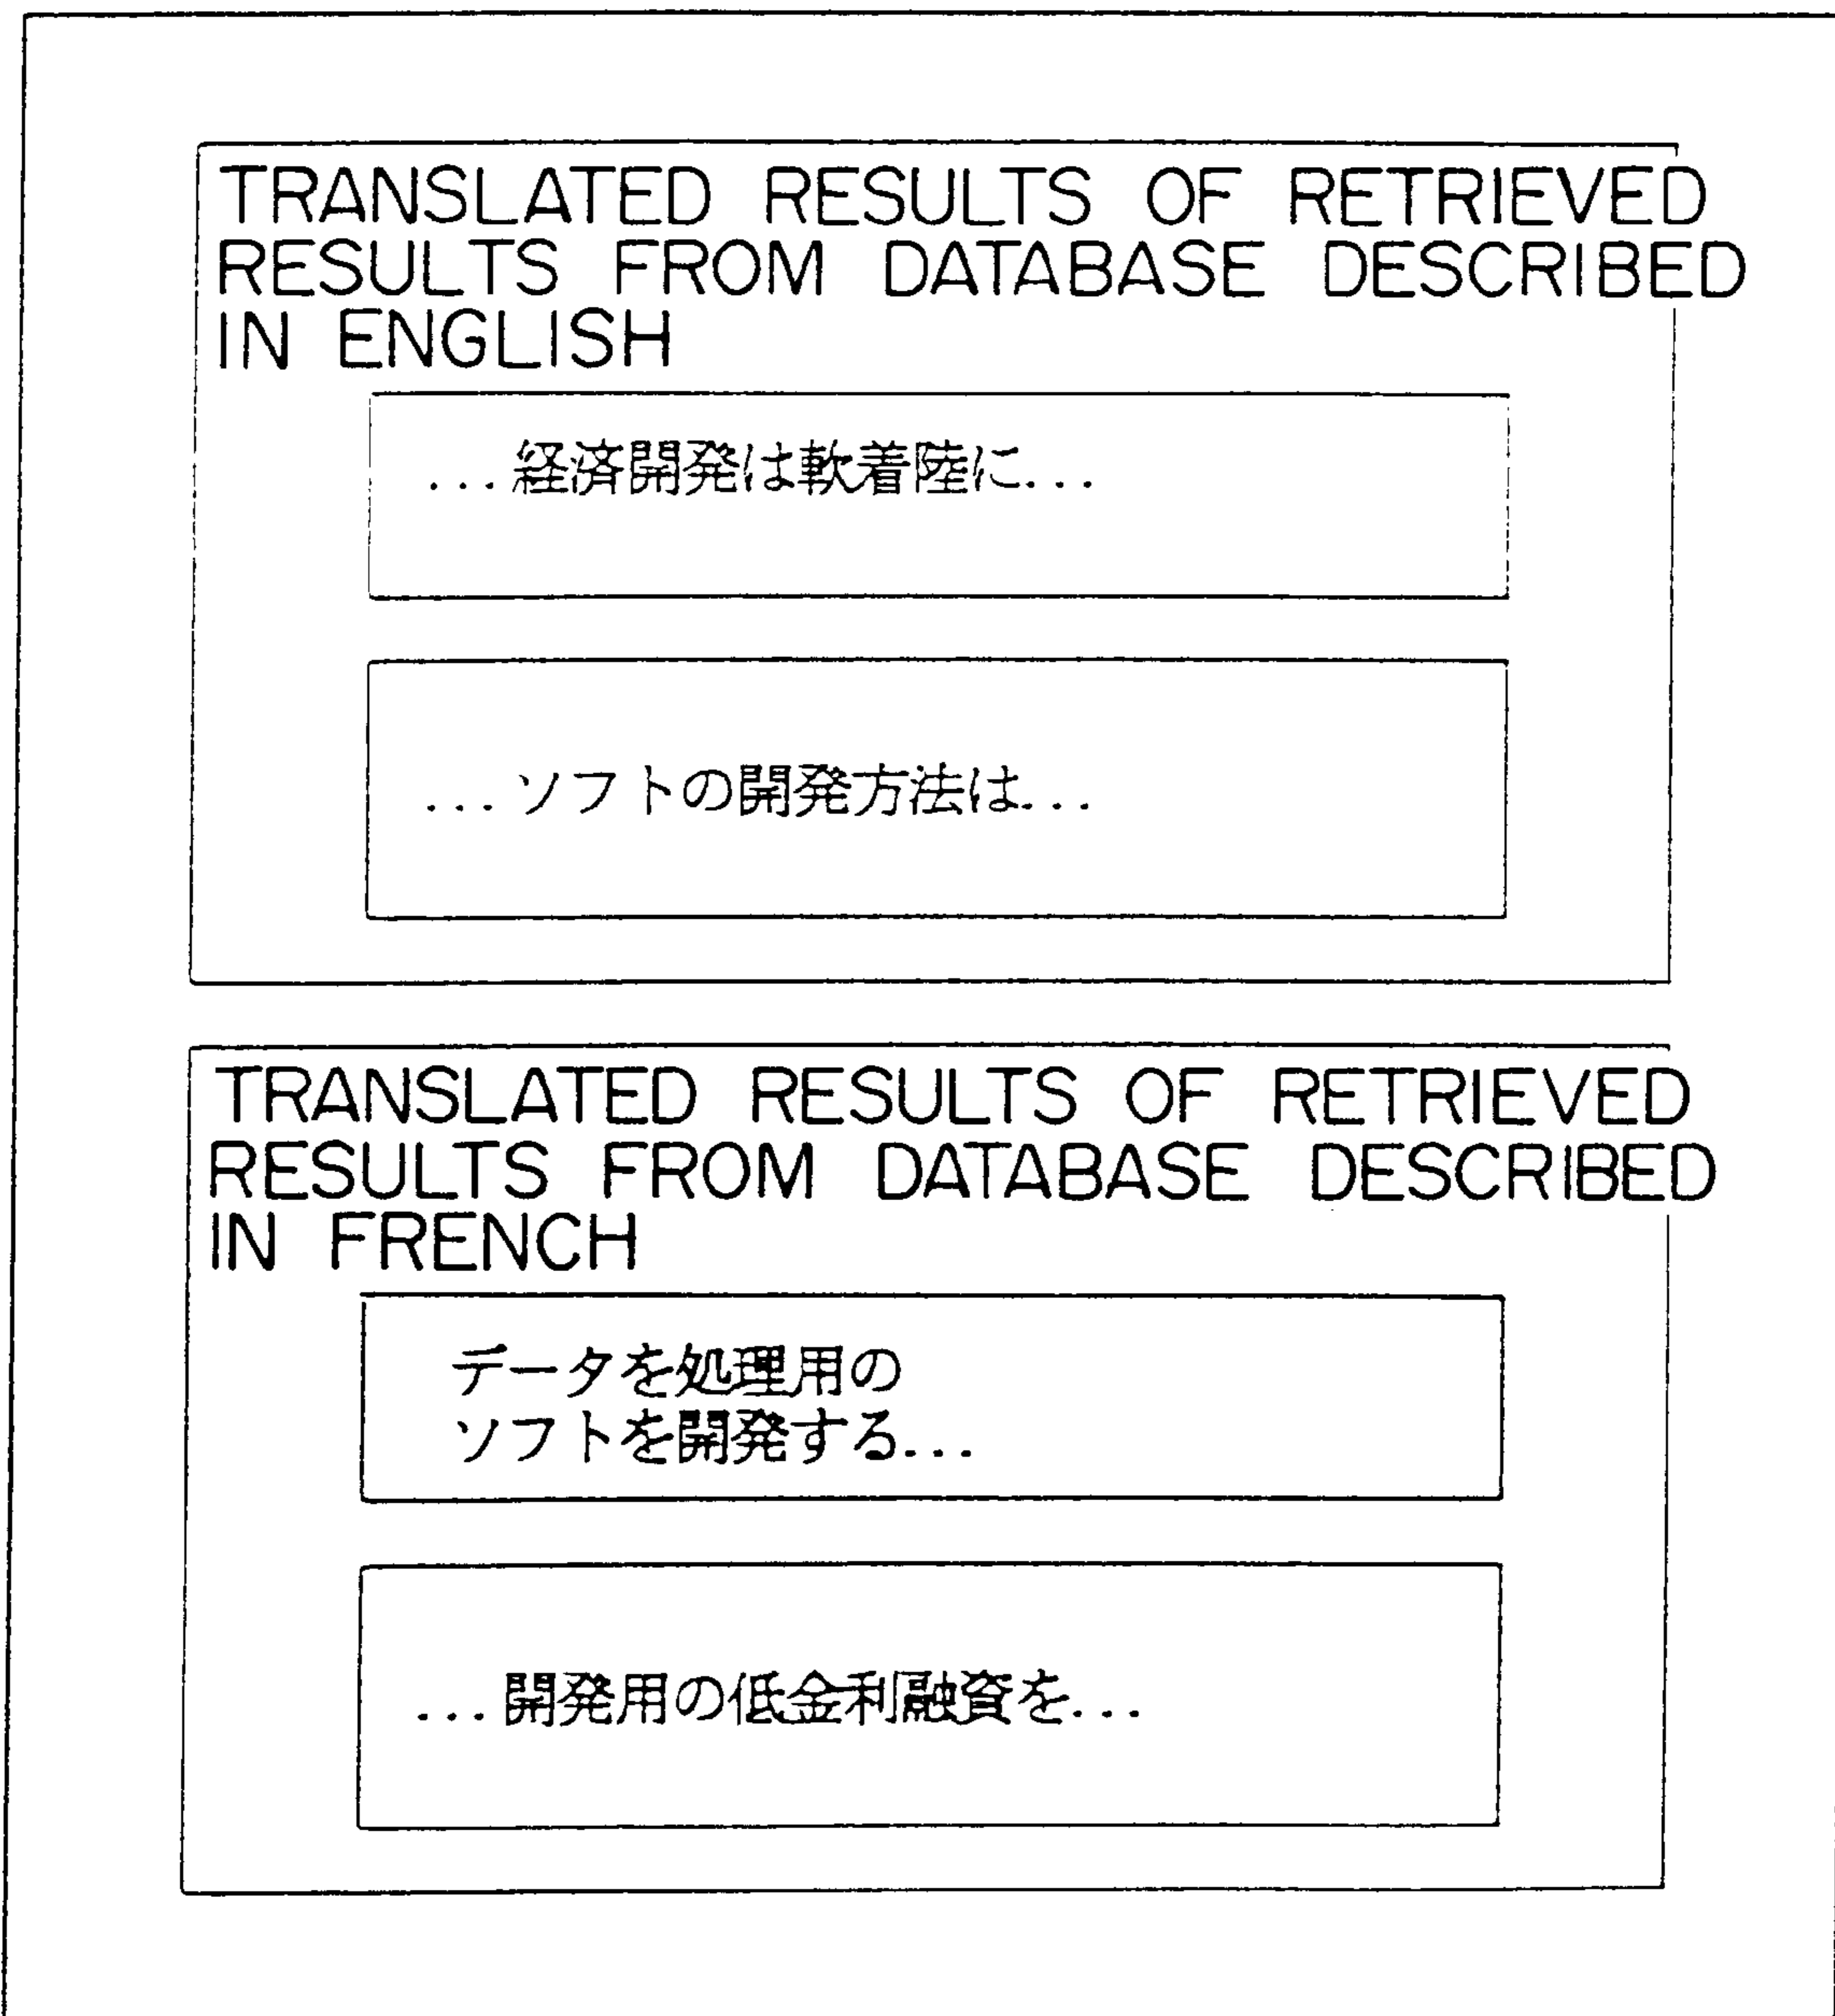 TRANSLATED RESULTS OF RETRIEVED
RESULTS FROM DATABASE DESCRIBED
IN ENGLISH
...経済開発は軟着陸に...
...ソフトの開発方法は...
TRANSLATED RESULTS OF RETRIEVED
RESULTS FROM DATABASE DESCRIBED
IN FRENCH
データを処理用の
ソフトを開発する...
...開発用の低金利融資を...